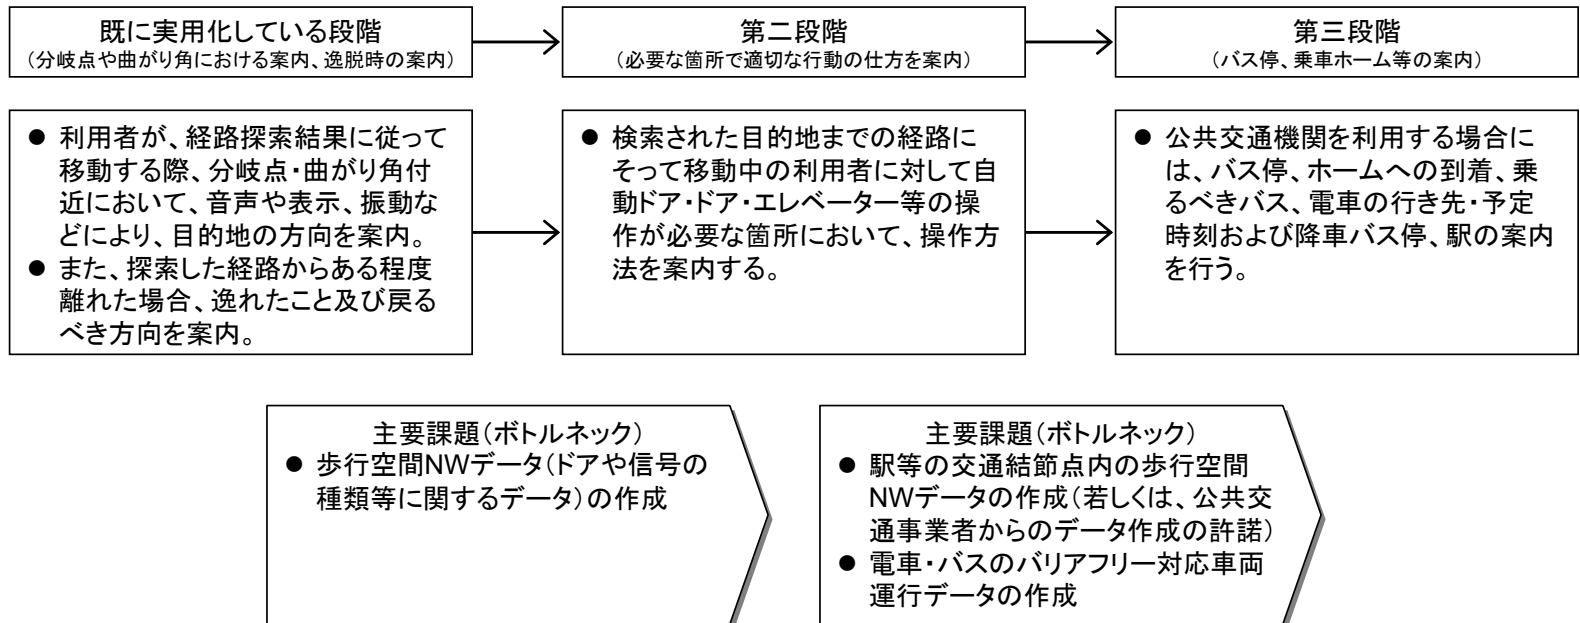 既に実用化している段階
（分岐点や曲がり角における案内、逸脱時の案内）
第二段階
（必要な箇所で適切な行動の仕方を案内）
第三段階
（バス停、乗車ホーム等の案内）
● 利用者が、経路探索結果に従って
移動する際、分岐点・曲がり角付
近において、音声や表示、振動な
どにより、目的地の方向を案内。
● また、探索した経路からある程度
離れた場合、逸れたこと及び戻る
べき方向を案内。
● 検索された目的地までの経路に
そって移動中の利用者に対して自
動ドア・ドア・エレベーター等の操
作が必要な箇所において、操作方
法を案内する。
● 公共交通機関を利用する場合に
は、バス停、ホームへの到着、乗
るべきバス、電車の行き先・予定
時刻および降車バス停、駅の案内
を行う。
主要課題（ボトルネック）
● 歩行空間NWデータ（ドアや信号の
種類等に関するデータ）の作成
主要課題（ボトルネック）
● 駅等の交通結節点内の歩行空間
NWデータの作成（若しくは、公共交
通事業者からのデータ作成の許諾）
● 電車・バスのバリアフリー対応車両
運行データの作成